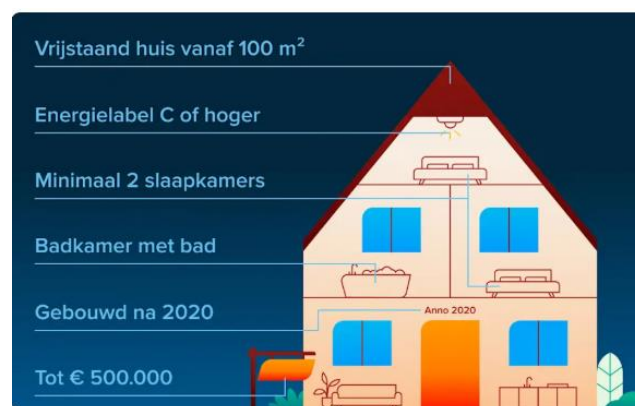 Vrijstaand huis vanaf 100 m²
Energielabel C of hoger
Minimaal 2 slaapkamers
Badkamer met bad
Gebouwd na 2020
Anno 2020
Tot € 500.000